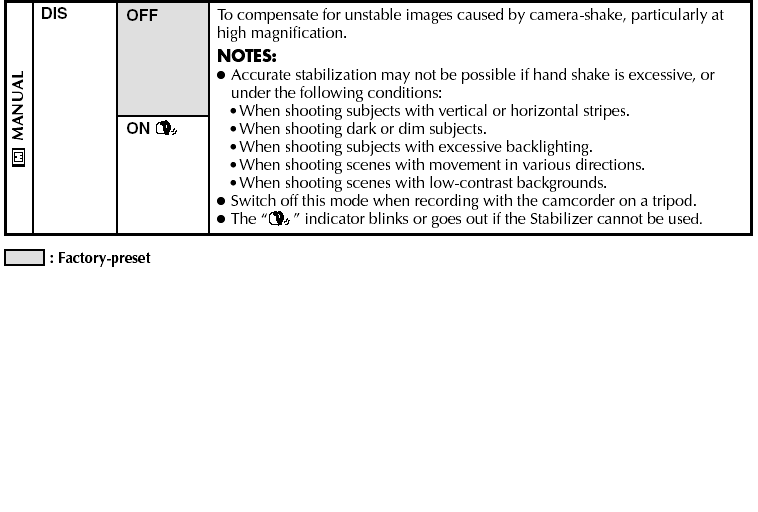 MANUAL
DIS
OFF
ON
To compensate for unstable images caused by camera-shake, particularly at
high magnification.
NOTES:
● Accurate stabilization may not be possible if hand shake is excessive, or
under the following conditions:
• When shooting subjects with vertical or horizontal stripes.
• When shooting dark or dim subjects.
• When shooting subjects with excessive backlighting.
• When shooting scenes with movement in various directions.
• When shooting scenes with low-contrast backgrounds.
● Switch off this mode when recording with the camcorder on a tripod.
● The “ ” indicator blinks or goes out if the Stabilizer cannot be used.
: Factory-preset